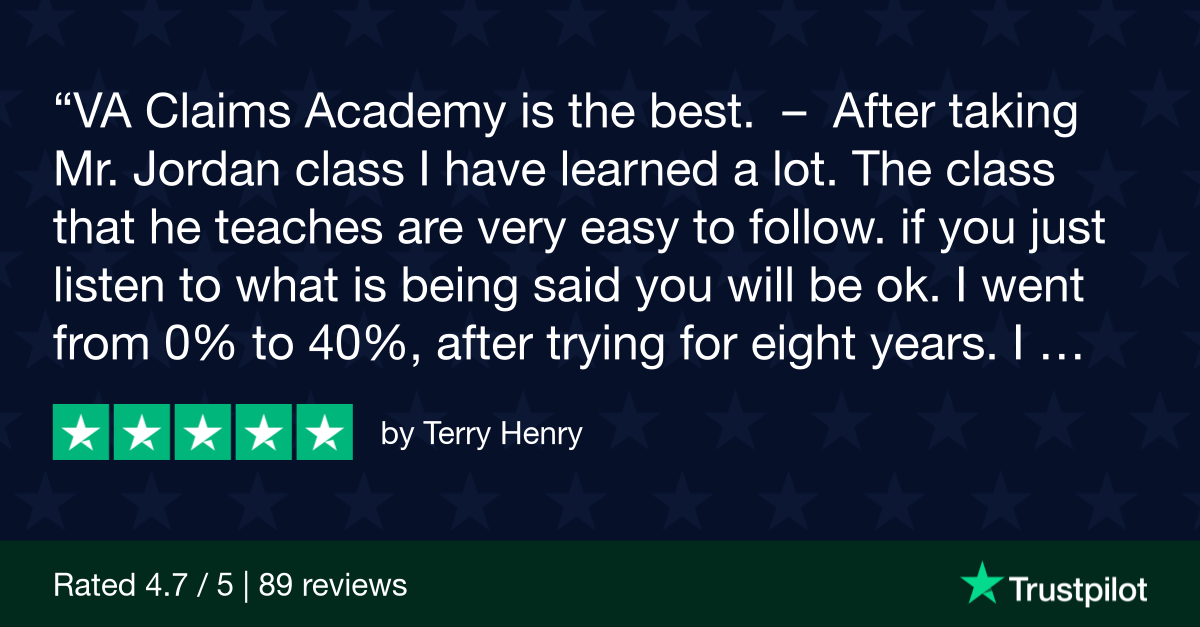 “VA Claims Academy is the best.  –  After taking
Mr. Jordan class I have learned a lot. The class
that he teaches are very easy to follow. if you just
listen to what is being said you will be ok. I went
from 0% to 40%, after trying for eight years. I …
by Terry Henry
Rated 4.7 / 5 | 89 reviews
Trustpilot